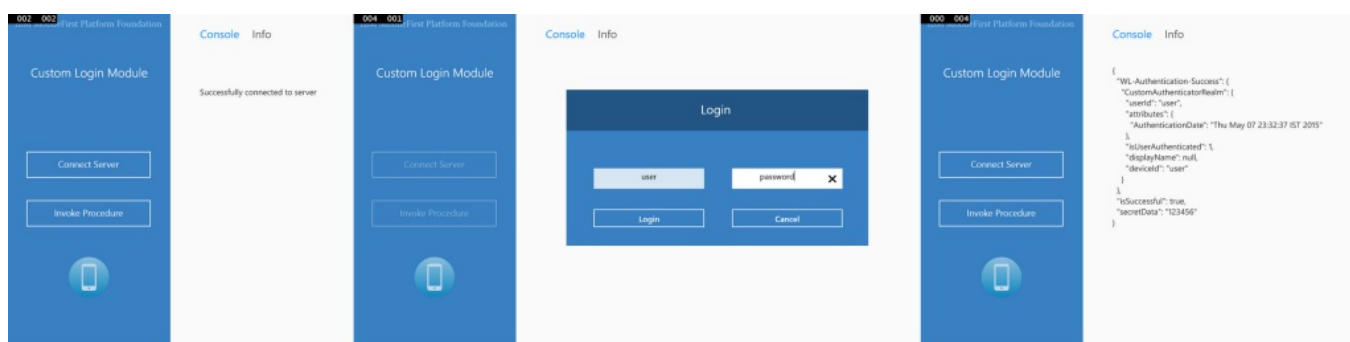 002 002
First Platform Foundation
Console Info
Custom Login Module
Successfully connected to server
Connect Server
Invoke Procedure
004 001
First Platform Foundation
Console Info
Custom Login Module
Login
Connect Server
user
password
Invoke Procedure
Login
Cancel
000 004
First Platform Foundation
Console Info
Custom Login Module
{
"WL-Authentication-Success": {
"CustomAuthenticatorRealm": {
"userId": "user",
"attributes": {
"AuthenticationDate": "Thu May 07 23:32:37 IST 2015"
},
"isUserAuthenticated": 1,
"displayName": null,
"deviceId": "user"
}
},
"isSuccessful": true,
"secretData": "123456"
}
Connect Server
Invoke Procedure